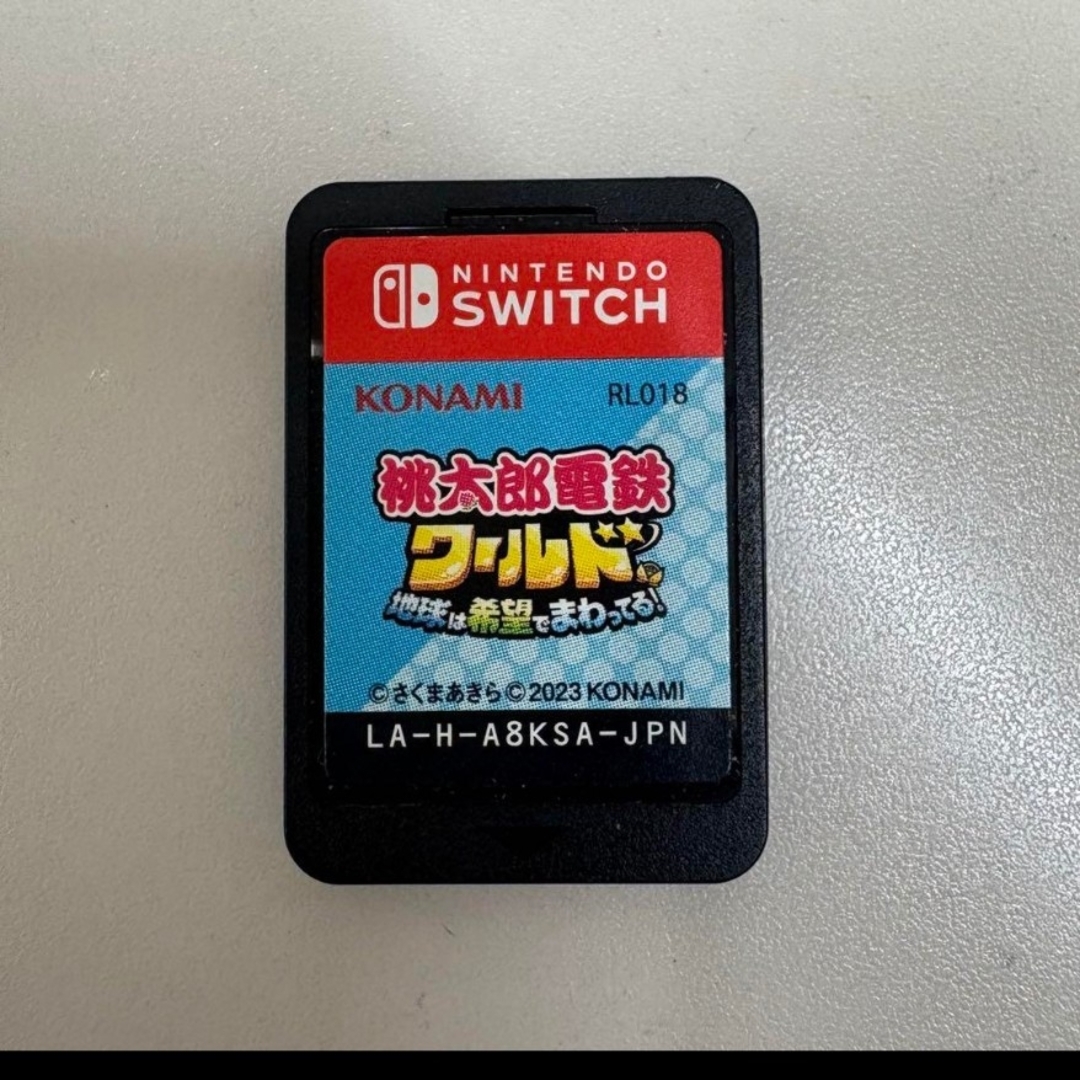 NINTENDO
SWITCH
KONAMI RL018
桃太郎電鉄
ワールド
地球は希望でまわってる!
©さくまあきら©2023 KONAMI
LA-H-A8KSA-JPN